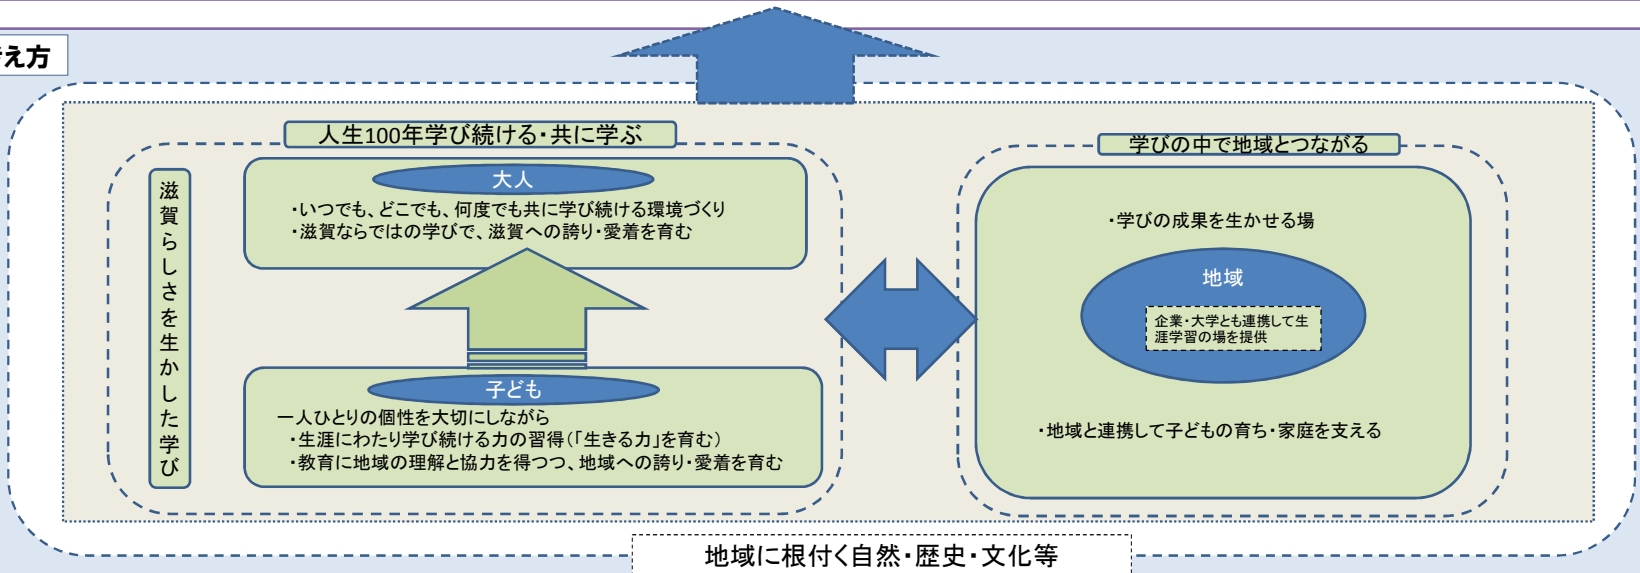 え方
人生100年学び続ける・共に学ぶ
滋賀らしさを生かした学び
大人
・いつでも、どこでも、何度でも共に学び続ける環境づくり
・滋賀ならではの学びで、滋賀への誇り・愛着を育む
子ども
一人ひとりの個性を大切にしながら
・生涯にわたり学び続ける力の習得(「生きる力」を育む)
・教育に地域の理解と協力を得つつ、地域への誇り・愛着を育む
学びの中で地域とつながる
・学びの成果を生かせる場
地域
企業・大学とも連携して生
涯学習の場を提供
・地域と連携して子どもの育ち・家庭を支える
地域に根付く自然・歴史・文化等